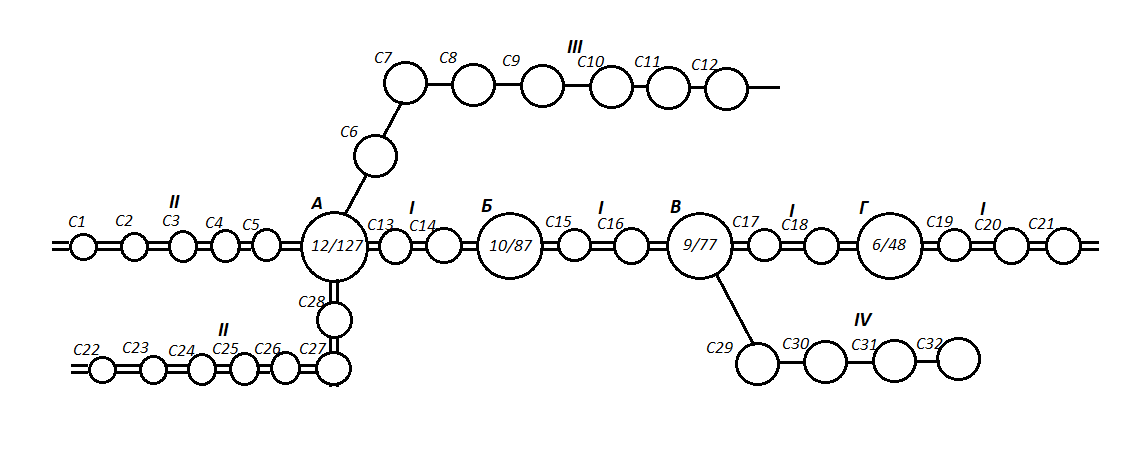 III
C7 C8 C9 C10 C11 C12
C6
II А I Б I В I Г I
C1 C2 C3 C4 C5 C13 C14 C15 C16 C17 C18 C19 C20 C21
12/127 10/87 9/77 6/48
C28
II IV
C22 C23 C24 C25 C26 C27 C29 C30 C31 C32